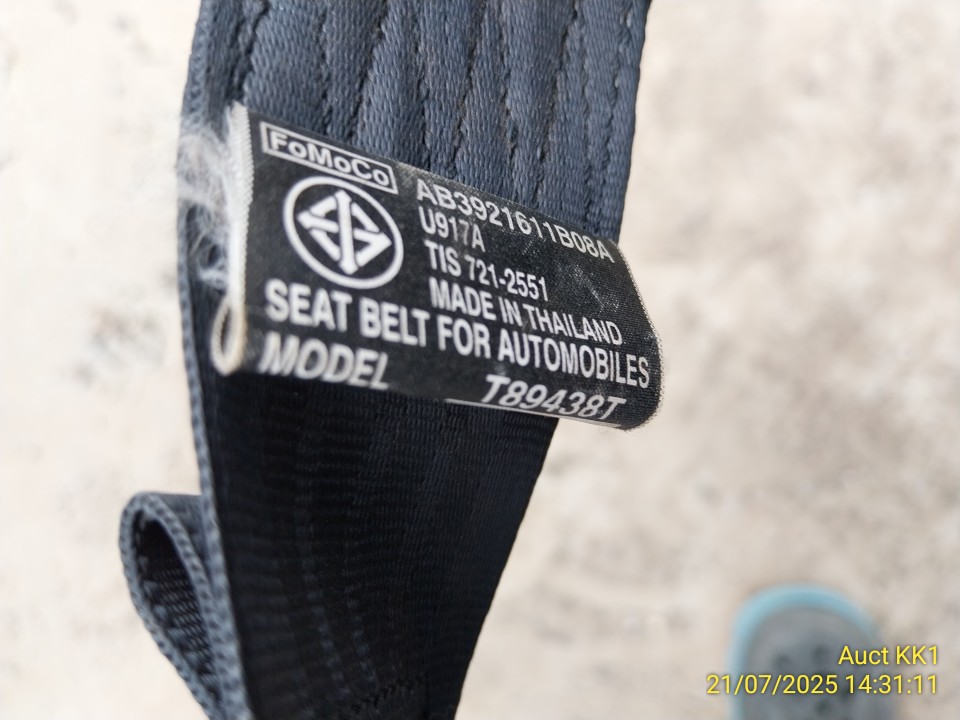 FoMoCo
AB3921611B08A
U917A
TIS 721-2551
MADE IN THAILAND
SEAT BELT FOR AUTOMOBILES
MODEL T89438T
Auct KK1
21/07/2025 14:31:11